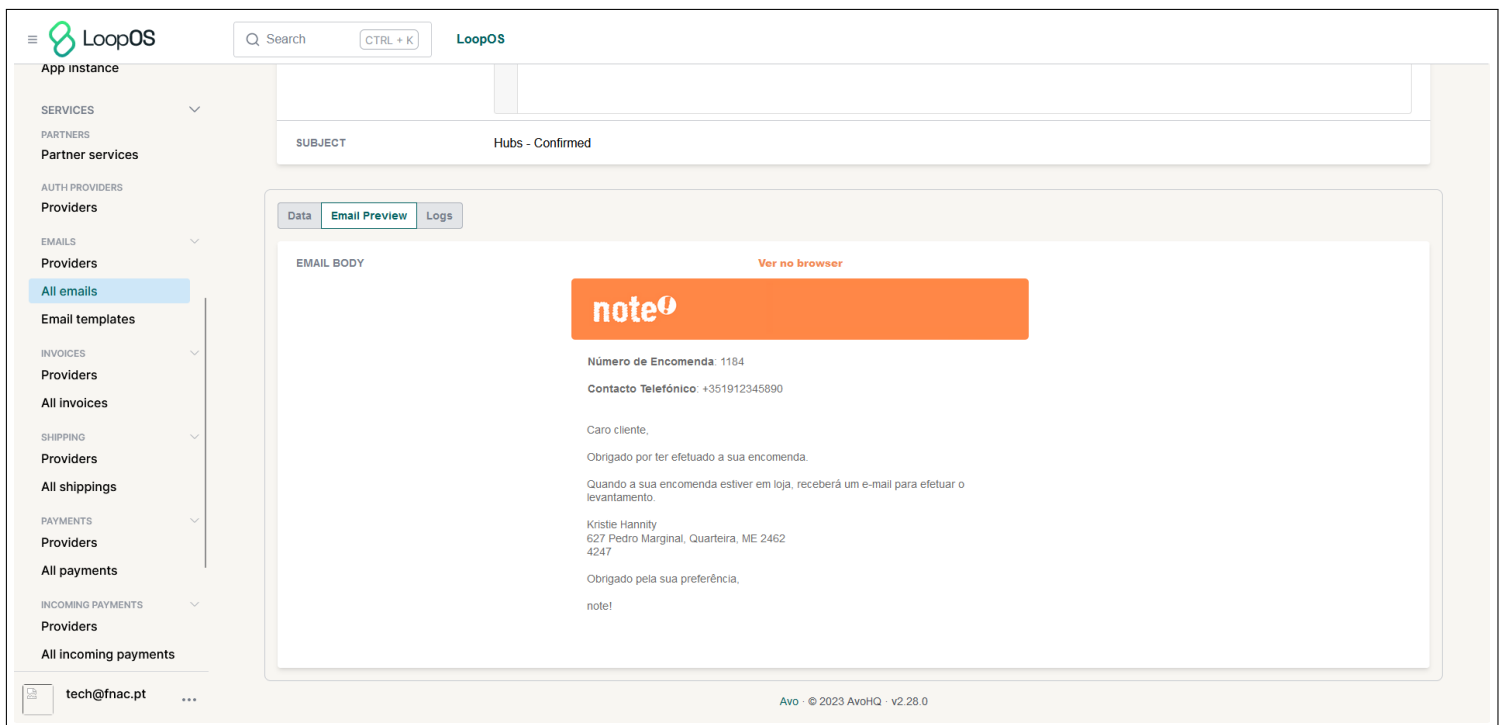 LoopOS
Search
CTRL + K
LoopOS
App instance
SERVICES
PARTNERS
Partner services
AUTH PROVIDERS
Providers
EMAILS
Providers
All emails
Email templates
INVOICES
Providers
All invoices
SHIPPING
Providers
All shippings
PAYMENTS
Providers
All payments
INCOMING PAYMENTS
Providers
All incoming payments
tech@fnac.pt
SUBJECT
Hubs - Confirmed
Data
Email Preview
Logs
EMAIL BODY
Ver no browser
note!
Número de Encomenda: 1184
Contacto Telefónico: +351912345890
Caro cliente,
Obrigado por ter efetuado a sua encomenda.
Quando a sua encomenda estiver em loja, receberá um e-mail para efetuar o
levantamento.
Kristie Hannity
627 Pedro Marginal, Quarteira, ME 2462
4247
Obrigado pela sua preferência,
note!
Avo · © 2023 AvoHQ · v2.28.0